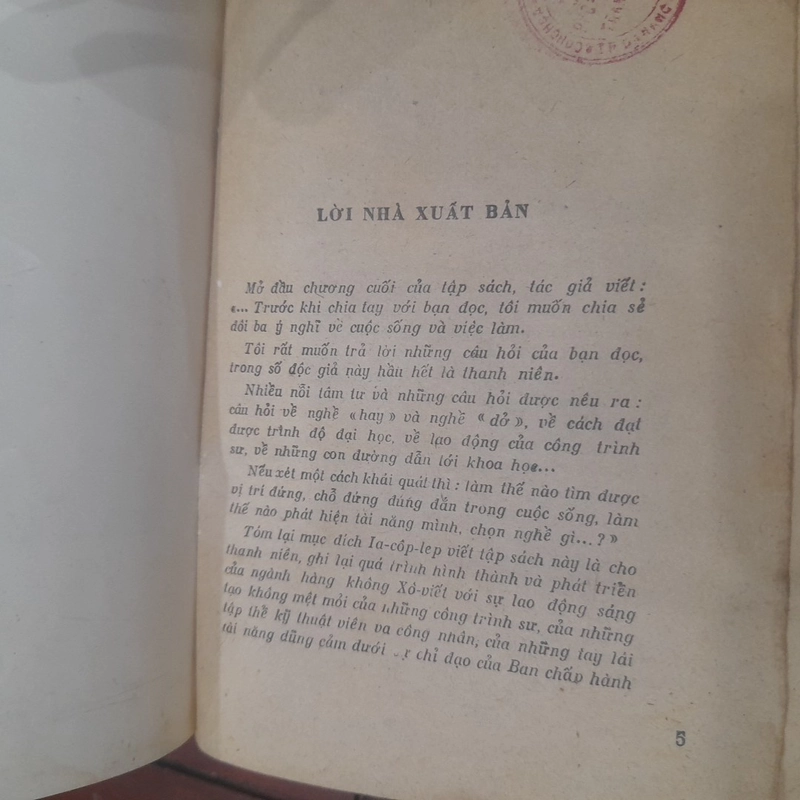 LỜI NHÀ XUẤT BẢN
Mở đầu chương cuối của tập sách, tác giả viết :
«... Trước khi chia tay với bạn đọc, tôi muốn chia sẻ
đôi ba ý nghĩ về cuộc sống và việc làm.
Tôi rất muốn trả lời những câu hỏi của bạn đọc,
trong số độc giả này hầu hết là thanh niên.
Nhiều nỗi tâm tư và những câu hỏi được nêu ra :
câu hỏi về nghề «hay» và nghề «dở», về cách đạt
được trình độ đại học, về lao động của công trình
sư, về những con đường dẫn tới khoa học...
Nếu xét một cách khái quát thì : làm thế nào tìm được
vị trí đứng, chỗ đứng đúng đắn trong cuộc sống, làm
thế nào phát hiện tài năng mình, chọn nghề gì...? »
Tóm lại mục đích Ia-cốp-lep viết tập sách này là cho
thanh niên, ghi lại quá trình hình thành và phát triển
của ngành hàng không Xô-viết với sự lao động sáng
tạo không mệt mỏi của những công trình sư, của những
tập thể kỹ thuật viên và công nhân, của những tay lái
tài năng dũng cảm dưới chỉ đạo của Ban chấp hành
5